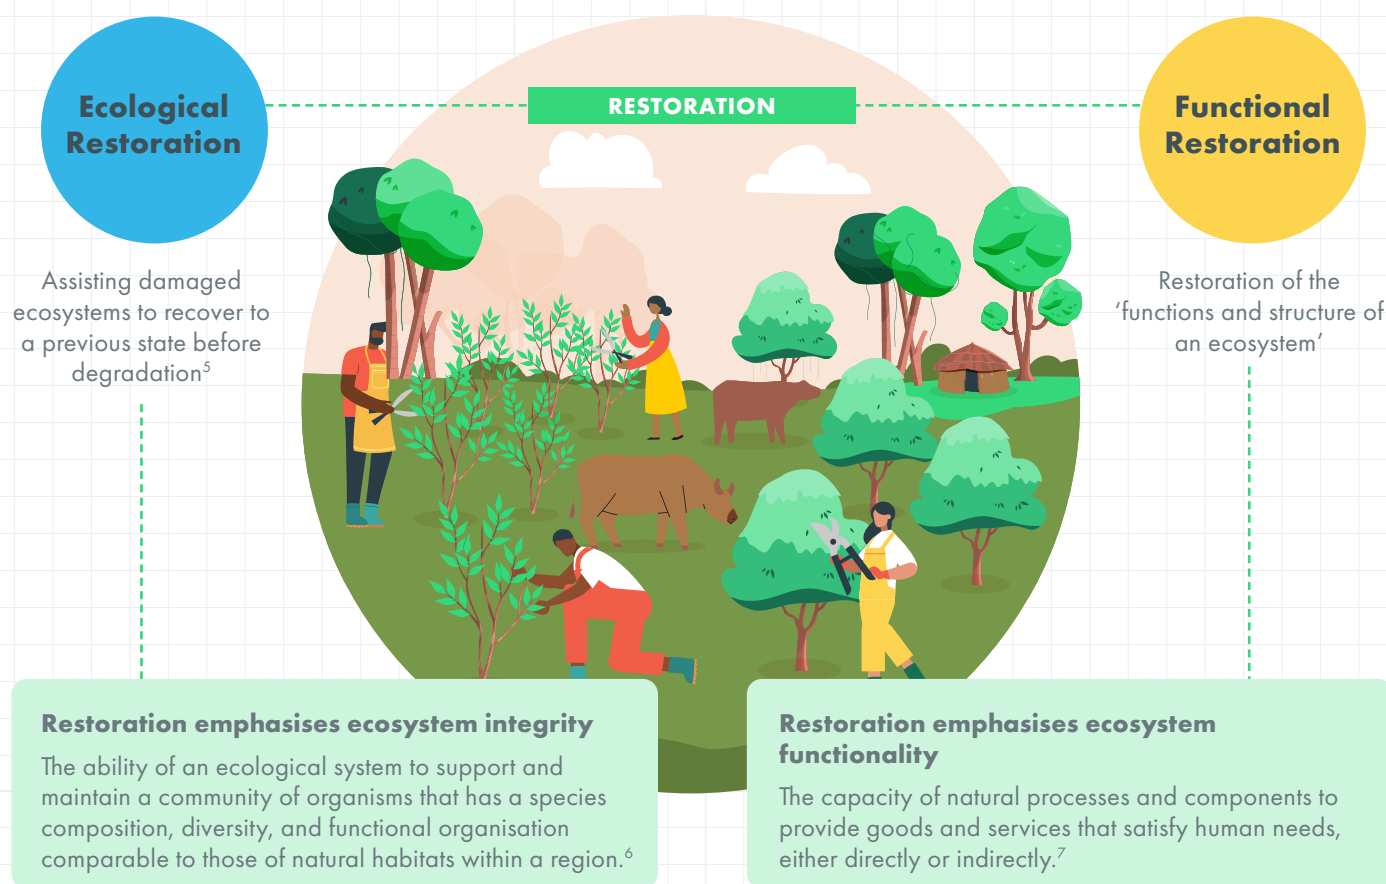 RESTORATION
Ecological
Restoration
Assisting damaged
ecosystems to recover to
a previous state before
degradation⁵
Restoration emphasises ecosystem integrity
The ability of an ecological system to support and
maintain a community of organisms that has a species
composition, diversity, and functional organisation
comparable to those of natural habitats within a region.⁶
Functional
Restoration
Restoration of the
‘functions and structure of
an ecosystem’
Restoration emphasises ecosystem
functionality
The capacity of natural processes and components to
provide goods and services that satisfy human needs,
either directly or indirectly.⁷